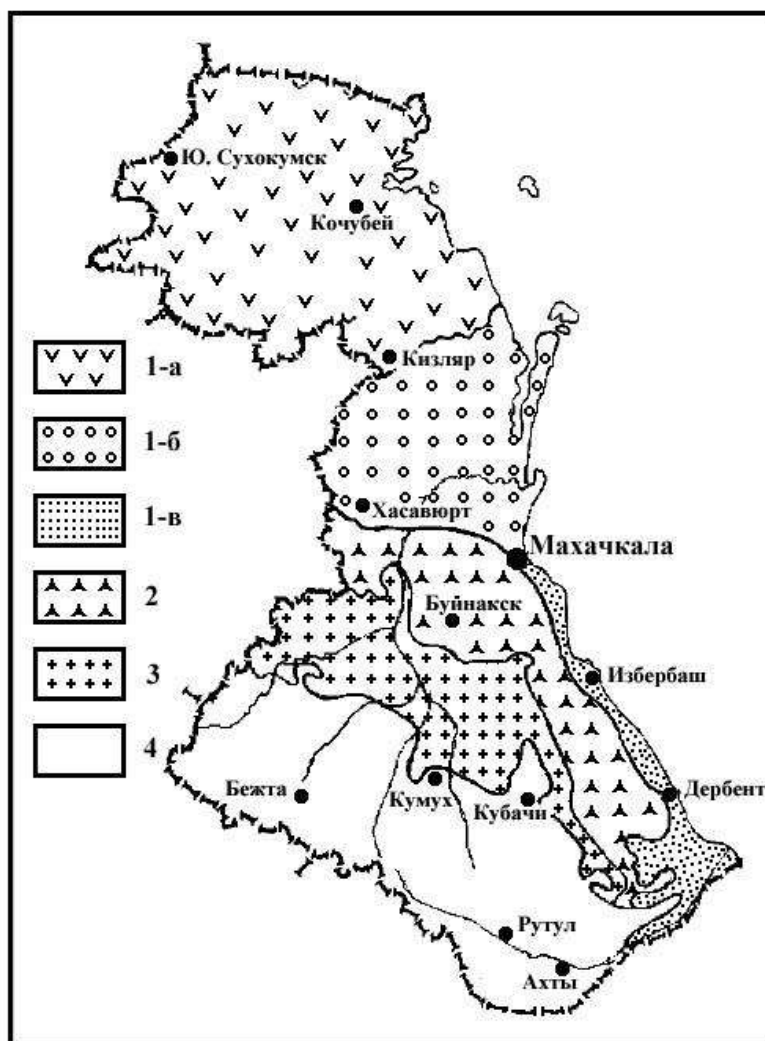 Ю. Сухокумск
Кочубей
Кизляр
1-а
1-б
1-в
2
3
4
Хасавюрт
Махачкала
Буйнакск
Избербаш
Дербент
Бежта
Кумух
Кубачи
Рутул
Ахты